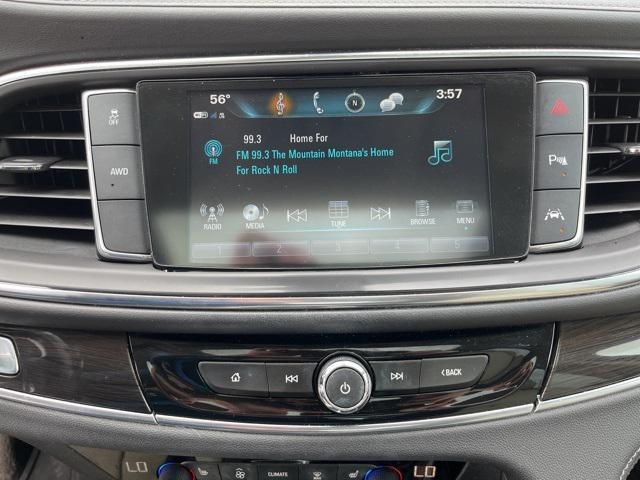 56° 3:57
N
OFF
99.3 Home For
FM 99.3 The Mountain Montana's Home
For Rock N Roll
FM
AWD
P
RADIO MEDIA TUNE BROWSE MENU
1 2 3 4 5
BACK
LO CLIMATE LO